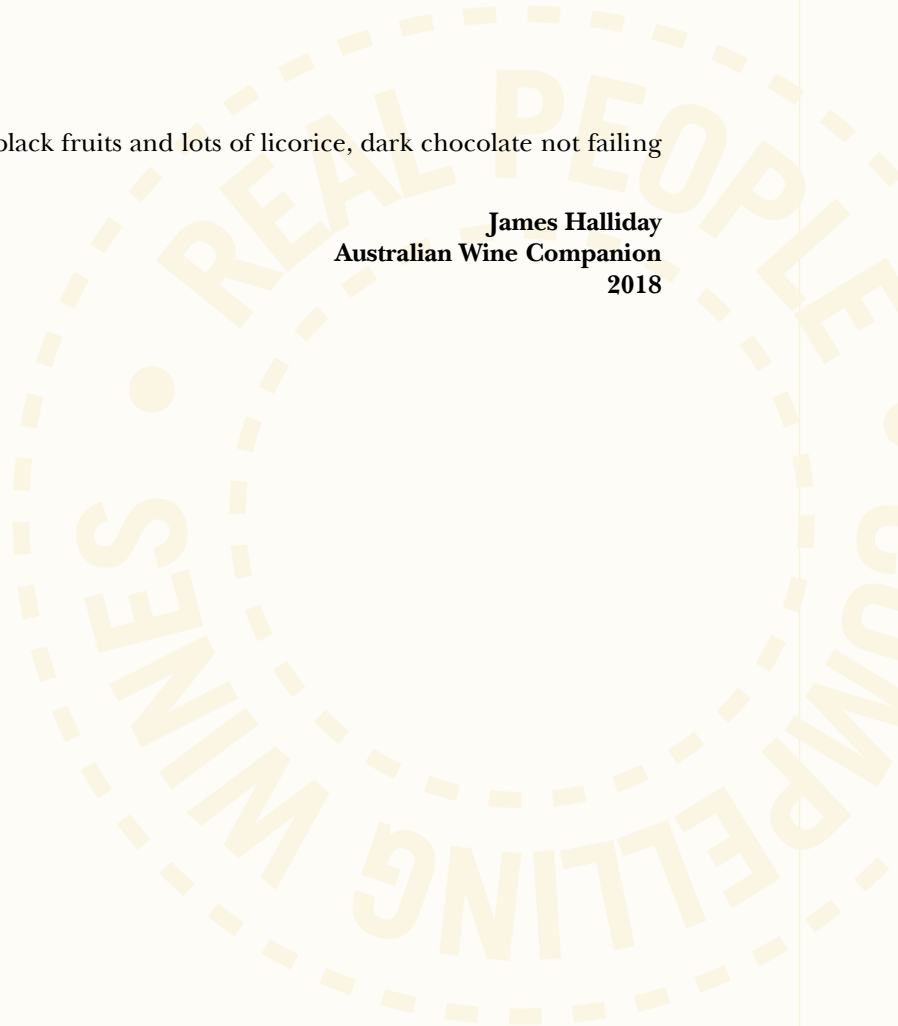 black fruits and lots of licorice, dark chocolate not failing
James Halliday
Australian Wine Companion
2018
REAL PEOPLE • COMPELLING WINES •